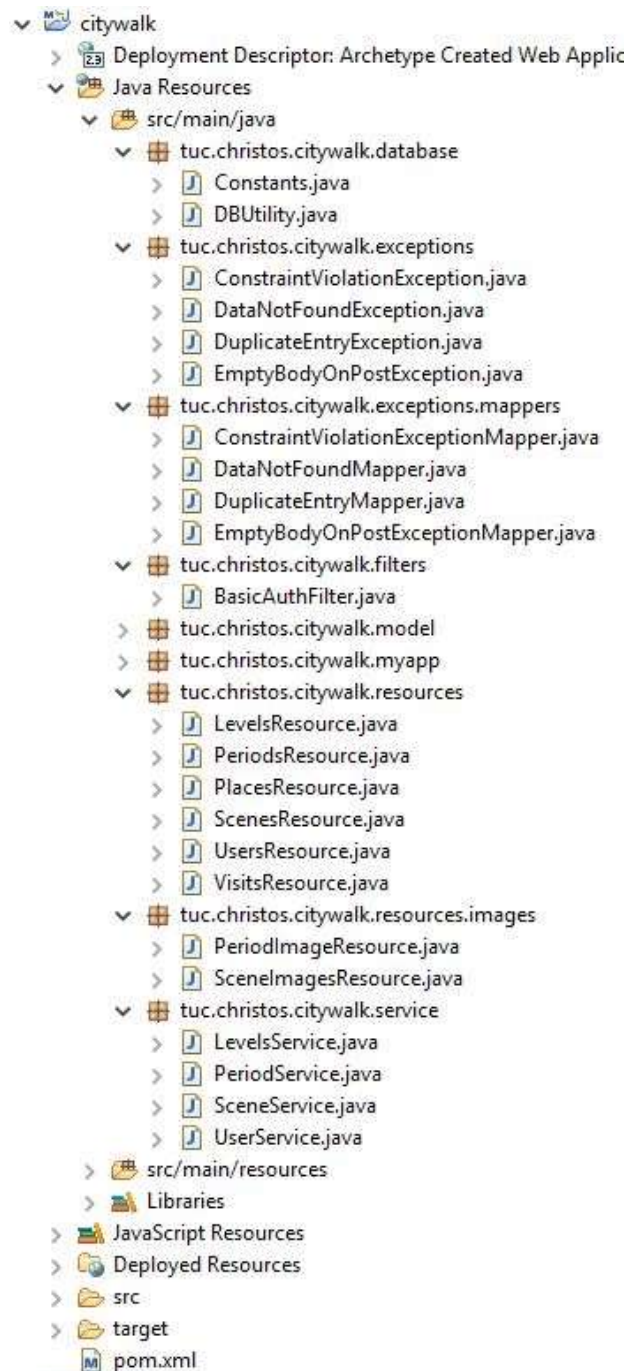 citywalk
Deployment Descriptor: Archetype Created Web Applic
Java Resources
src/main/java
tuc.christos.citywalk.database
Constants.java
DBUtility.java
tuc.christos.citywalk.exceptions
ConstraintViolationException.java
DataNotFoundException.java
DuplicateEntryException.java
EmptyBodyOnPostException.java
tuc.christos.citywalk.exceptions.mappers
ConstraintViolationExceptionMapper.java
DataNotFoundMapper.java
DuplicateEntryMapper.java
EmptyBodyOnPostExceptionMapper.java
tuc.christos.citywalk.filters
BasicAuthFilter.java
tuc.christos.citywalk.model
tuc.christos.citywalk.myapp
tuc.christos.citywalk.resources
LevelsResource.java
PeriodsResource.java
PlacesResource.java
ScenesResource.java
UsersResource.java
VisitsResource.java
tuc.christos.citywalk.resources.images
PeriodImageResource.java
SceneImagesResource.java
tuc.christos.citywalk.service
LevelsService.java
PeriodService.java
SceneService.java
UserService.java
src/main/resources
Libraries
JavaScript Resources
Deployed Resources
src
target
pom.xml